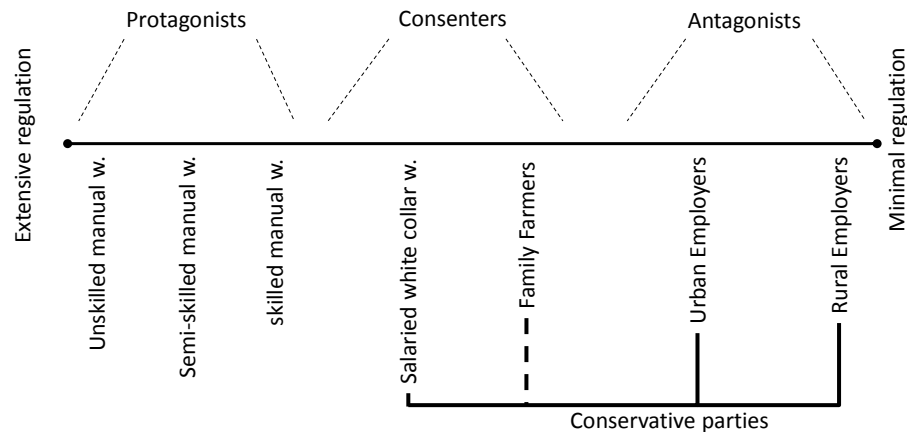 Protagonists
Consenters
Antagonists
Extensive regulation
Minimal regulation
Unskilled manual w.
Semi-skilled manual w.
skilled manual w.
Salaried white collar w.
Family Farmers
Urban Employers
Rural Employers
Conservative parties